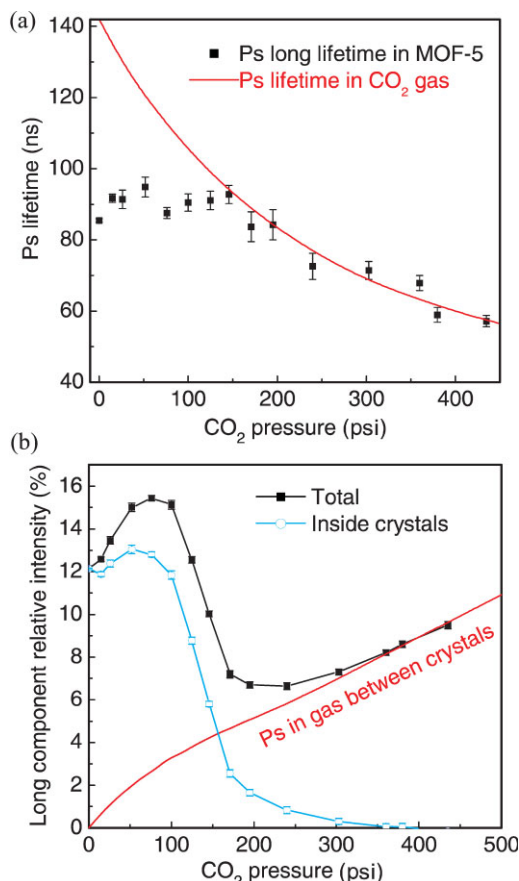 (a)
140
120
100
80
60
40
Ps lifetime (ns)
Ps long lifetime in MOF-5
Ps lifetime in CO₂ gas
0 100 200 300 400
CO₂ pressure (psi)
(b)
16
14
12
10
8
6
4
2
0
Long component relative intensity (%)
Total
Inside crystals
Ps in gas between crystals
0 100 200 300 400 500
CO₂ pressure (psi)